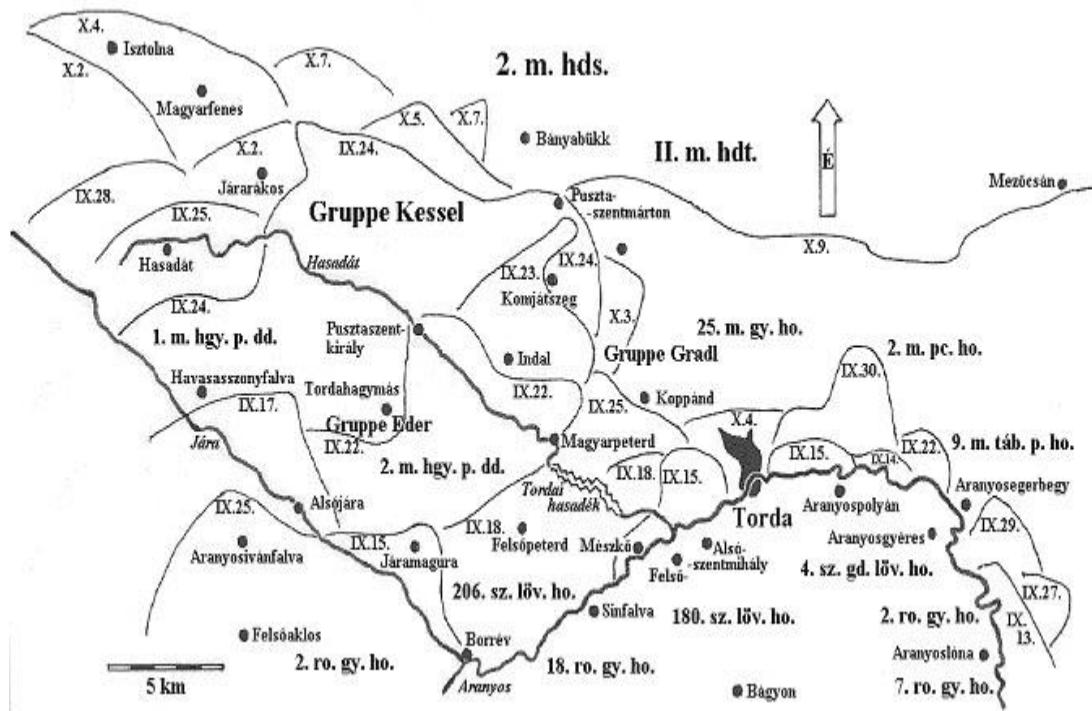 X.4.
Isztolna
X.2.
X.7.
2. m. hds.
Magyarfenes
X.5.
X.7.
Bányabükk
X.2.
IX.24.
II. m. hdt.
É
Járarákos
Mezőcsán
IX.28.
Puszta-
-szentmárton
IX.25.
Gruppe Kessel
X.9.
Hasadát
Hasadát
IX.23.
IX.24.
Komjátszeg
IX.24.
X.3.
1. m. hgy. p. dd.
Pusztaszent-
király
25. m. gy. ho.
Indal
Gruppe Gradl
2. m. pc. ho.
Havasasszonyfalva
Tordahagymás
IX.30.
IX.22.
Koppánd
IX.17.
Gruppe Eder
IX.25.
X.4.
IX.22.
Magyarpeterd
IX.22.
9. m. táb. p. ho.
Jára
2. m. hgy. p. dd.
IX.15.
IX.14.
IX.18.
IX.15.
Tordai
hasadék
Aranyosegerbegy
Alsójára
Torda
Aranyospolyán
IX.25.
IX.18.
IX.29.
Felsőpeterd
Aranyosgyéres
Aranyosivánfalva
IX.15.
Járamagura
Mészkő
Alsó-
-szentmihály
Felső-
4. sz. gd. löv. ho.
206. sz. löv. ho.
IX.27.
Sínfalva
180. sz. löv. ho.
2. ro. gy. ho.
IX.
13.
Felsőaklos
Borrév
Aranyoslóna
5 km
2. ro. gy. ho.
Aranyos
18. ro. gy. ho.
Bágyon
7. ro. gy. ho.